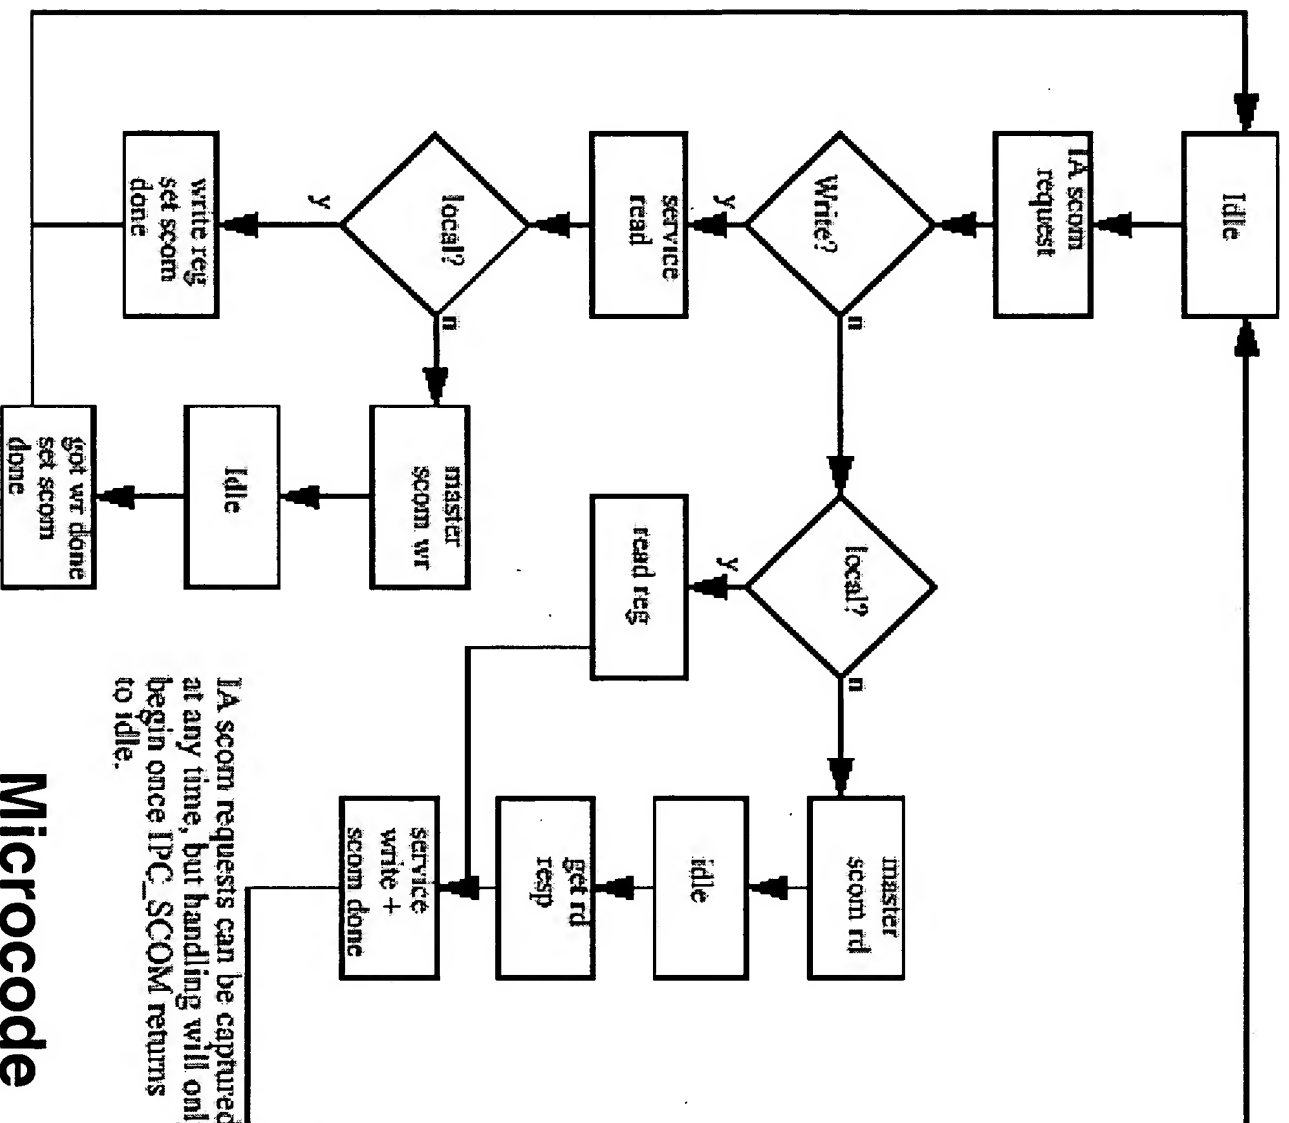 Idle
IA scom
request
Write?
y
n
service
read
local?
y
n
write reg
set scom
done
master
scom wr
Idle
got wr done
set scom
done
local?
y
n
read reg
master
scom rd
idle
get rd
resp
service
write +
scom done
IA scom requests can be captured
at any time, but handling will onl
begin once IPC_SCOM returns
to idle.
Microcode